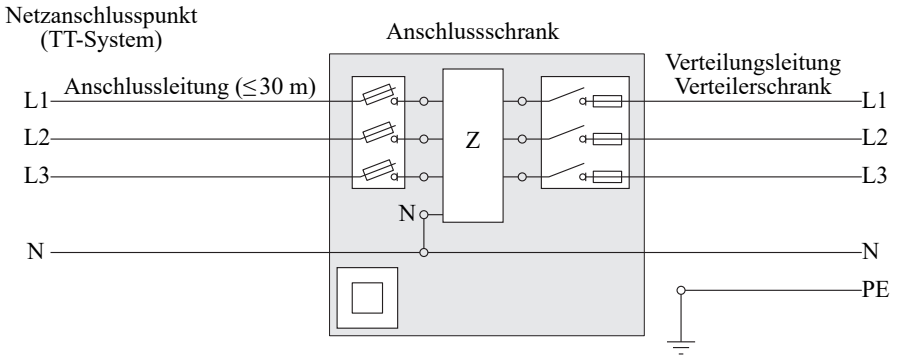 Netzanschlusspunkt
(TT-System)
Anschlussschrank
Verteilungsleitung
Verteilerschrank
Anschlussleitung (≤30 m)
L1
L1
L2
Z
L2
L3
L3
N
N
N
PE